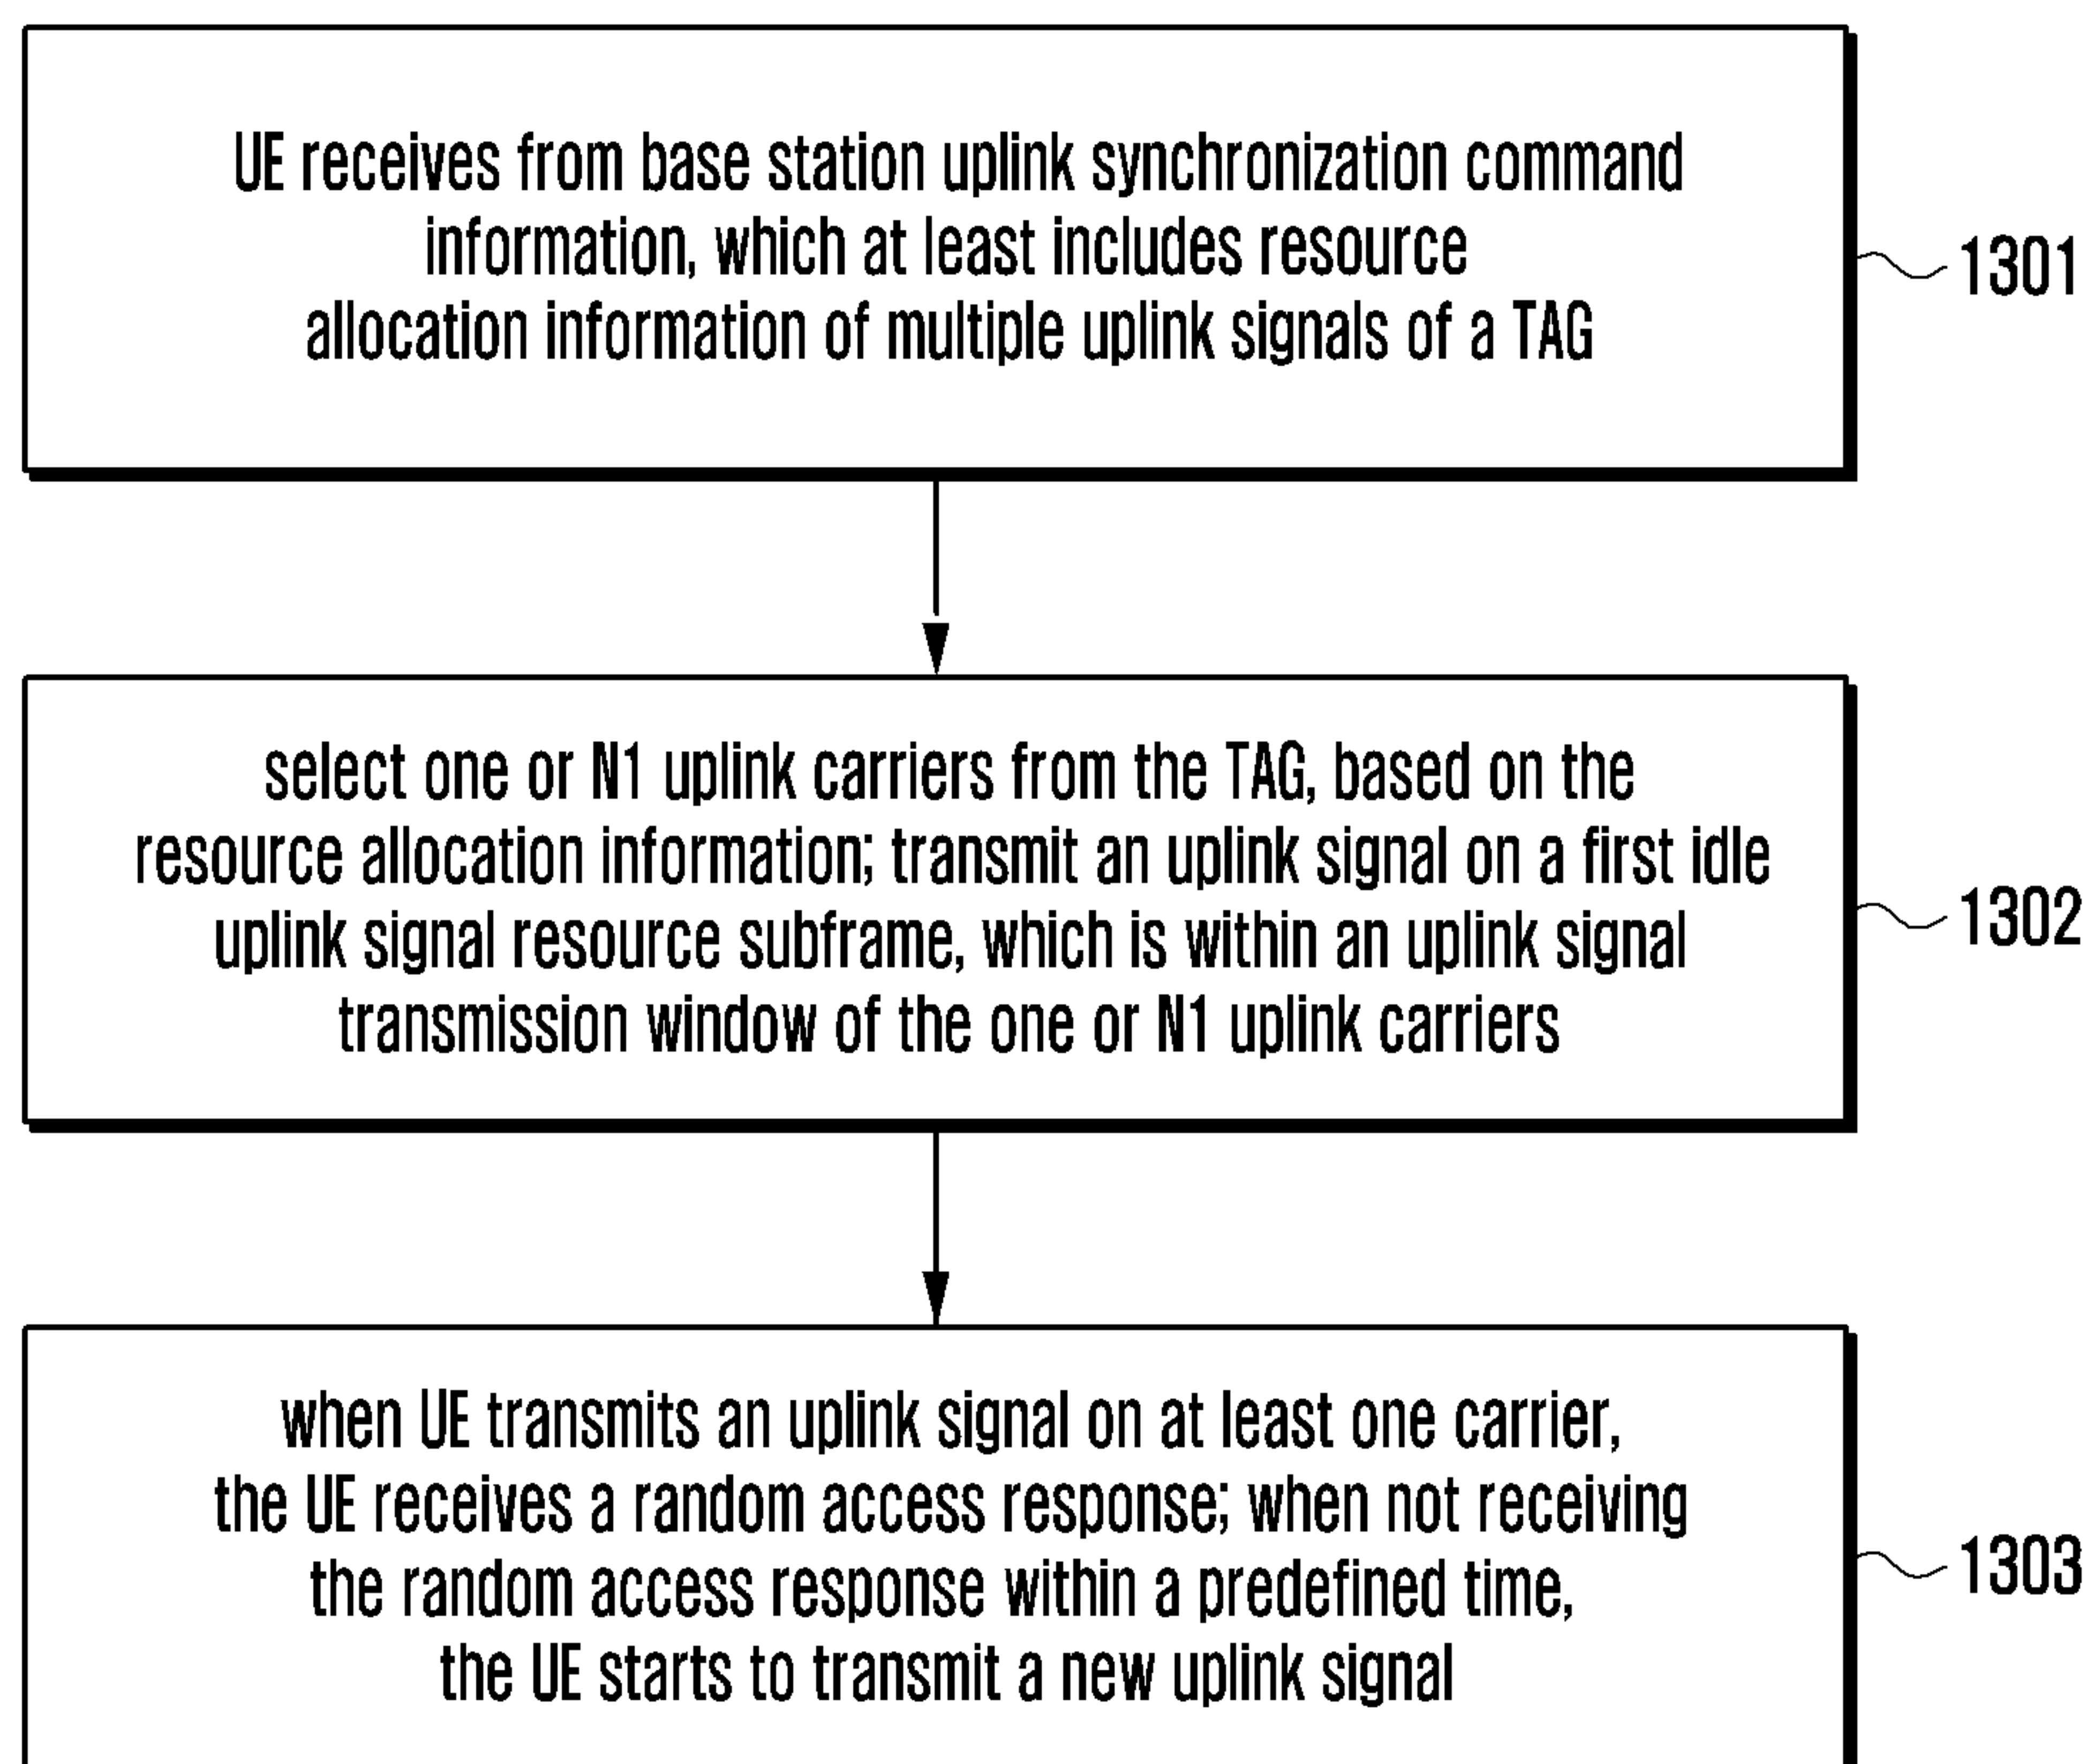 UE receives from base station uplink synchronization command
information, which at least includes resource
allocation information of multiple uplink signals of a TAG
1301
select one or N1 uplink carriers from the TAG, based on the
resource allocation information; transmit an uplink signal on a first idle
uplink signal resource subframe, which is within an uplink signal
transmission window of the one or N1 uplink carriers
1302
when UE transmits an uplink signal on at least one carrier,
the UE receives a random access response; when not receiving
the random access response within a predefined time,
the UE starts to transmit a new uplink signal
1303